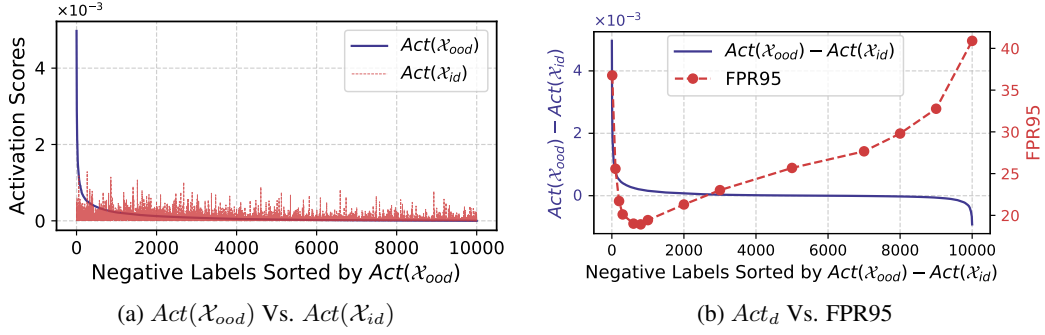 ×10⁻³
Activation Scores
4
2
0
Act(𝒳ood)
Act(𝒳id)
0 2000 4000 6000 8000 10000
Negative Labels Sorted by Act(𝒳ood)
(a) Act(𝒳ood) Vs. Act(𝒳id)
×10⁻³
Act(𝒳ood) − Act(𝒳id)
4
2
0
Act(𝒳ood) − Act(𝒳id)
FPR95
40
35
30
25
20
FPR95
0 2000 4000 6000 8000 10000
Negative Labels Sorted by Act(𝒳ood) − Act(𝒳id)
(b) Actd Vs. FPR95